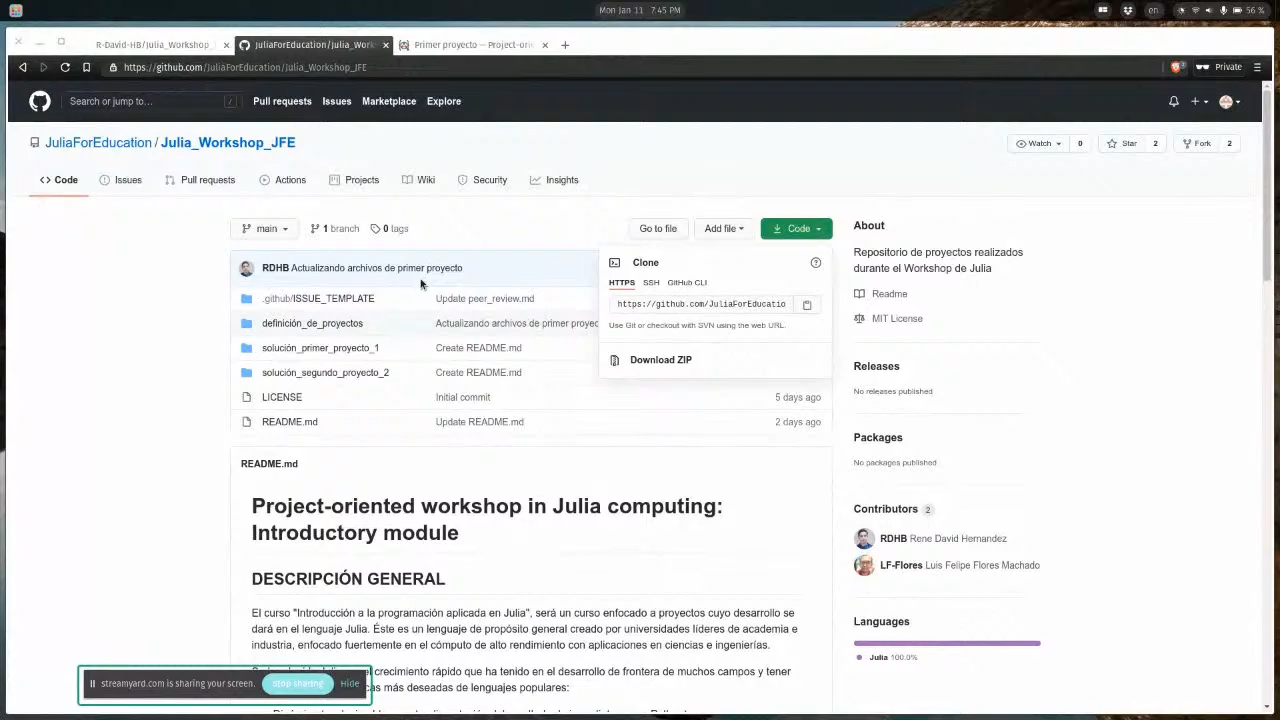 Mon Jan 11 7:45 PM
en
56 %
R-David-HB/Julia_Workshop_
JuliaForEducation/Julia_Works
Primer proyecto — Project-orie
https://github.com/JuliaForEducation/Julia_Workshop_JFE
Private
Search or jump to…
/
Pull requests
Issues
Marketplace
Explore
JuliaForEducation / Julia_Workshop_JFE
Watch 0
Star 2
Fork 2
Code
Issues
Pull requests
Actions
Projects
Wiki
Security
Insights
main
1 branch
0 tags
Go to file
Add file
Code
RDHB Actualizando archivos de primer proyecto
.github/ISSUE_TEMPLATE Update peer_review.md
definición_de_proyectos Actualizando archivos de primer proyec
solución_primer_proyecto_1 Create README.md
solución_segundo_proyecto_2 Create README.md
LICENSE Initial commit 5 days ago
README.md Update README.md 2 days ago
Clone
HTTPS SSH GitHub CLI
https://github.com/JuliaForEducatio
Use Git or checkout with SVN using the web URL.
Download ZIP
README.md
Project-oriented workshop in Julia computing:
Introductory module
DESCRIPCIÓN GENERAL
El curso "Introducción a la programación aplicada en Julia", será un curso enfocado a proyectos cuyo desarrollo se
dará en el lenguaje Julia. Éste es un lenguaje de propósito general creado por universidades líderes de academia e
industria, enfocado fuertemente en el cómputo de alto rendimiento con aplicaciones en ciencias e ingenierías.
crecimiento rápido que ha tenido en el desarrollo de frontera de muchos campos y tener
cas más deseadas de lenguajes populares:
About
Repositorio de proyectos realizados
durante el Workshop de Julia
Readme
MIT License
Releases
No releases published
Packages
No packages published
Contributors 2
RDHB Rene David Hernandez
LF-Flores Luis Felipe Flores Machado
Languages
Julia 100.0%
streamyard.com is sharing your screen.
Stop sharing
Hide